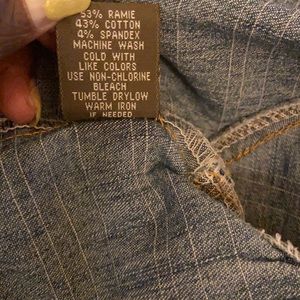 53% RAMIE
43% COTTON
4% SPANDEX
MACHINE WASH
COLD WITH
LIKE COLORS
USE NON-CHLORINE
BLEACH
TUMBLE DRYLOW
WARM IRON
IF NEEDED